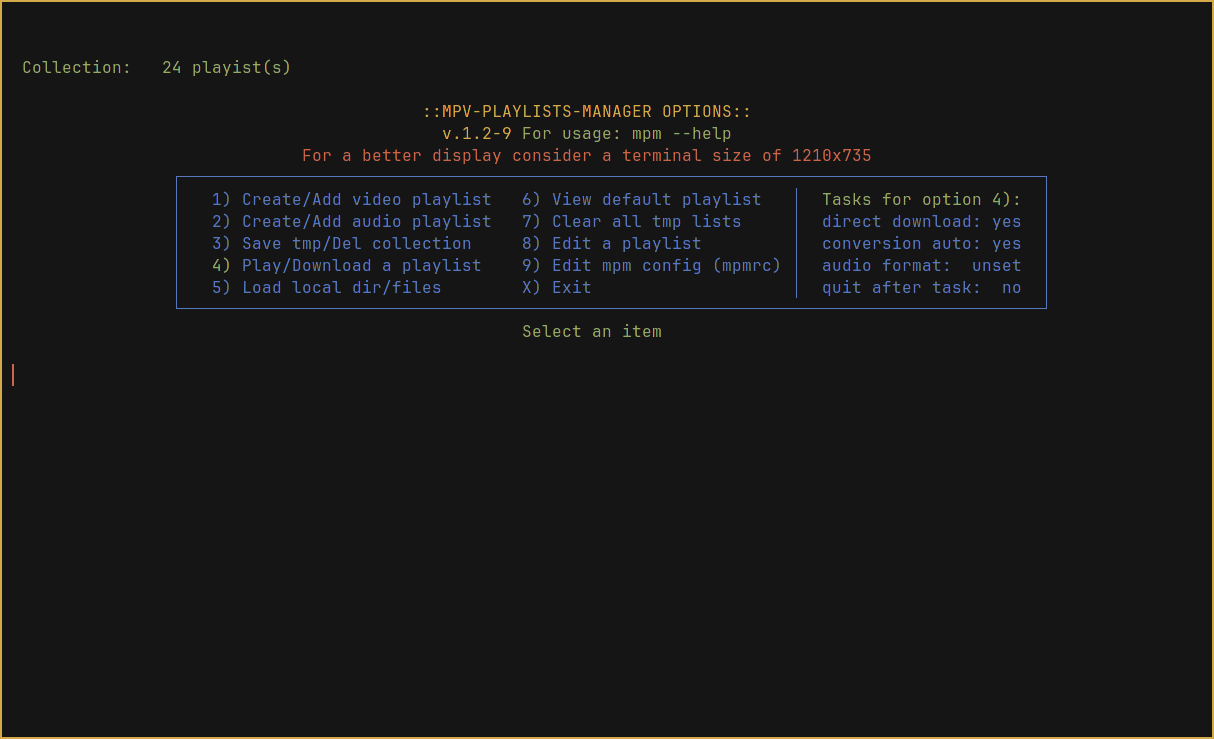 Collection:   24 playist(s)
::MPV-PLAYLISTS-MANAGER OPTIONS::
v.1.2-9 For usage: mpm --help
For a better display consider a terminal size of 1210x735
1) Create/Add video playlist   6) View default playlist   Tasks for option 4):
2) Create/Add audio playlist   7) Clear all tmp lists   direct download: yes
3) Save tmp/Del collection   8) Edit a playlist   conversion auto: yes
4) Play/Download a playlist   9) Edit mpm config (mpmrc)   audio format:  unset
5) Load local dir/files   X) Exit   quit after task:  no
Select an item